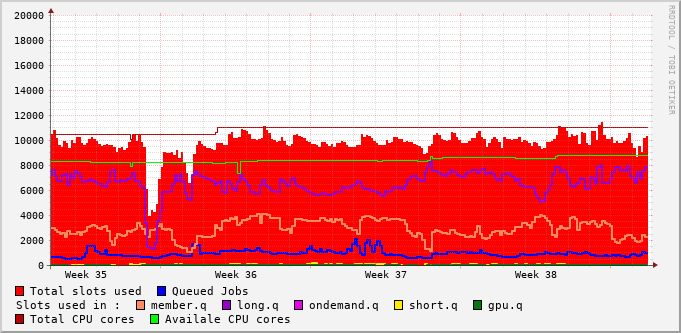 20000
18000
16000
14000
12000
10000
8000
6000
4000
2000
0
Week 35 Week 36 Week 37 Week 38
Total slots used Queued Jobs
Slots used in : member.q long.q ondemand.q short.q gpu.q
Total CPU cores Availale CPU cores
RRDTOOL / TOBI OETIKER